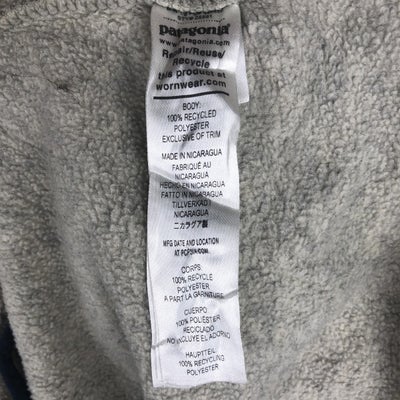 patagonia
patagonia.com
Repair/Reuse/
Recycle
this product at
wornwear.com
BODY:
100% RECYCLED
POLYESTER
EXCLUSIVE OF TRIM
MADE IN NICARAGUA
FABRIQUÉ AU
NICARAGUA
HECHO EN NICARAGUA
FATTO IN NICARAGUA
TILLVERKAD I
NICARAGUA
ニカラグア製
MFG DATE AND LOCATION
AT
CORPS:
100% RECYCLÉ
POLYESTER
À PART LA GARNITURE
CUERPO:
100% POLIÉSTER
RECICLADO
NO INCLUYE EL ADORNO
HAUPTTEIL:
100% RECYCLING
POLYESTER